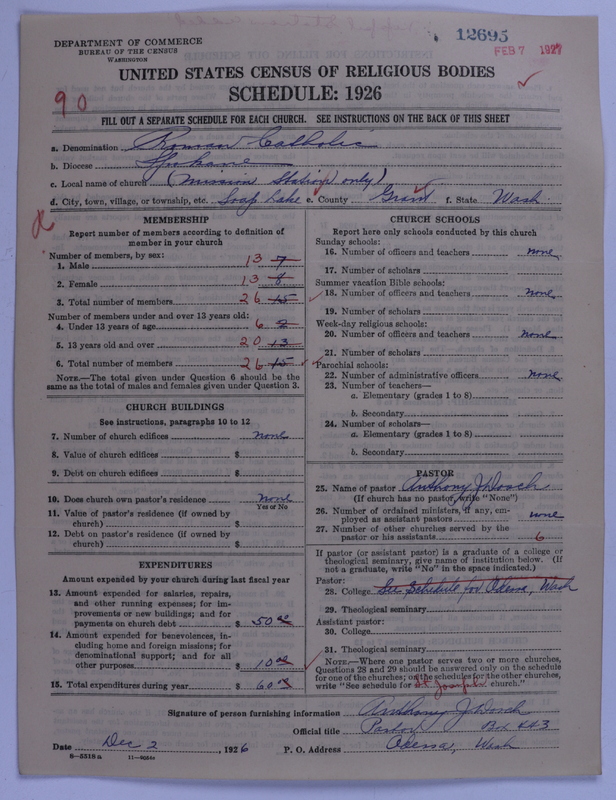 12695
FEB 7 1927
DEPARTMENT OF COMMERCE
BUREAU OF THE CENSUS
WASHINGTON
UNITED STATES CENSUS OF RELIGIOUS BODIES
SCHEDULE: 1926
90
FILL OUT A SEPARATE SCHEDULE FOR EACH CHURCH. SEE INSTRUCTIONS ON THE BACK OF THIS SHEET
a. Denomination Roman Catholic
b. Diocese Spokane
c. Local name of church (Mission Station only)
d. City, town, village, or township, etc. Soap Lake e. County Grant f. State Wash.
MEMBERSHIP
Report number of members according to definition of
member in your church
Number of members, by sex:
1. Male 13 7
2. Female 13 8
3. Total number of members 26 15
Number of members under and over 13 years old:
4. Under 13 years of age 6 2
5. 13 years old and over 20 13
6. Total number of members 26 15
NOTE.—The total given under Question 6 should be the
same as the total of males and females given under Question 3.
CHURCH BUILDINGS
See instructions, paragraphs 10 to 12
7. Number of church edifices none
8. Value of church edifices $
9. Debt on church edifices $
10. Does church own pastor's residence none
Yes or No
11. Value of pastor's residence (if owned by
church) $
12. Debt on pastor's residence (if owned by
church) $
EXPENDITURES
Amount expended by your church during last fiscal year
13. Amount expended for salaries, repairs,
and other running expenses; for im-
provements or new buildings; and for
payments on church debt $ 50.00
14. Amount expended for benevolences, in-
cluding home and foreign missions; for
denominational support; and for all
other purposes $ 10.00
15. Total expenditures during year $ 60.00
CHURCH SCHOOLS
Report here only schools conducted by this church
Sunday schools:
16. Number of officers and teachers none
17. Number of scholars
Summer vacation Bible schools:
18. Number of officers and teachers none
19. Number of scholars
Week-day religious schools:
20. Number of officers and teachers none
21. Number of scholars
Parochial schools:
22. Number of administrative officers none
23. Number of teachers—
a. Elementary (grades 1 to 8)
b. Secondary
24. Number of scholars—
a. Elementary (grades 1 to 8)
b. Secondary
PASTOR
25. Name of pastor Anthony J.
(If church has no pastor, write "None")
26. Number of ordained ministers, if any, em-
ployed as assistant pastors none
27. Number of other churches served by the
pastor or his assistants 6
If pastor (or assistant pastor) is a graduate of a college or
theological seminary, give name of institution below. (If
not a graduate, write "No" in the space indicated.)
Pastor:
28. College See Schedule for Odessa, Wash
29. Theological seminary
Assistant pastor:
30. College
31. Theological seminary
NOTE.—Where one pastor serves two or more churches,
Questions 28 and 29 should be answered only on the schedule
for one of the churches; on the schedules for the other churches,
write "See schedule for St Joseph's church."
Signature of person furnishing information Anthony J.
Official title Pastor Box 443
Date Dec 2, 1926 P. O. Address Odessa, Wash
8—5518a 11—9684c